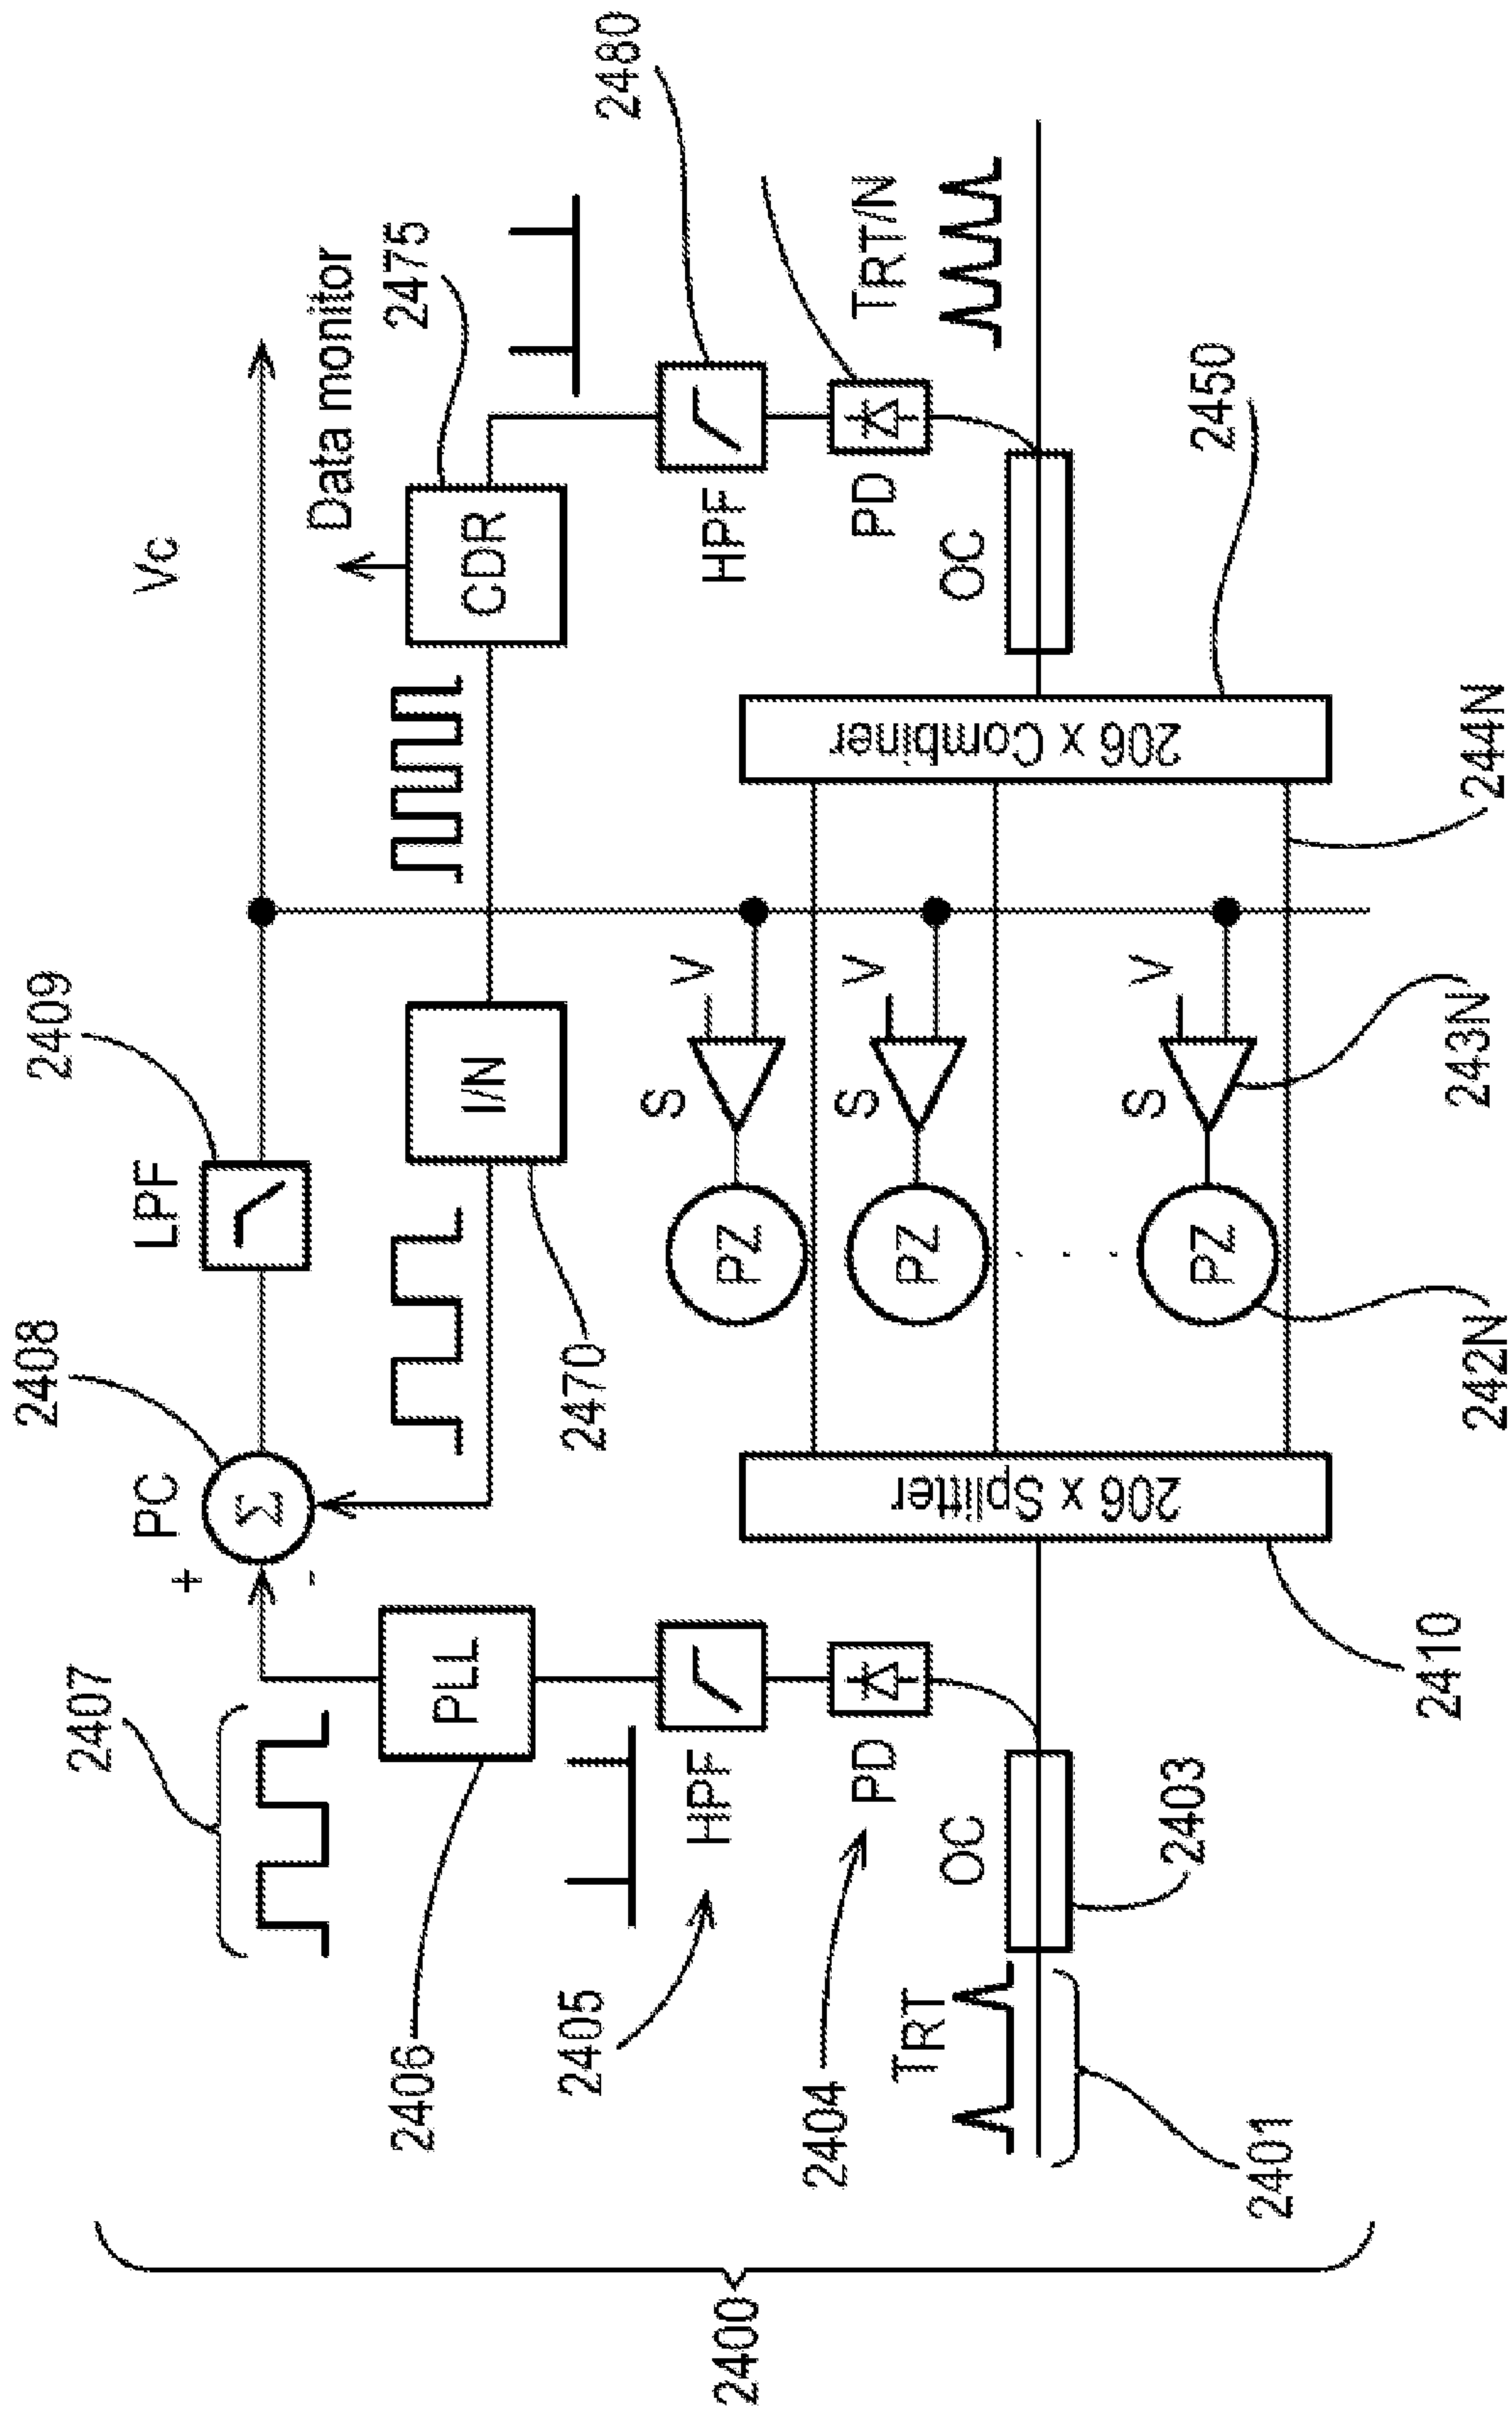 2407
2408
2409
PC
LPF
Vc
+
-
Σ
Data monitor
2475
2406
PLL
2470
I/N
CDR
2480
2405
HPF
HPF
2404
PD
PD
S
V
PZ
S
V
PZ
. . .
S
V
PZ
TRT
OC
OC
TRT/N
2401
2403
206 x Splitter
206 x Combiner
2410
242N
243N
244N
2450
2400